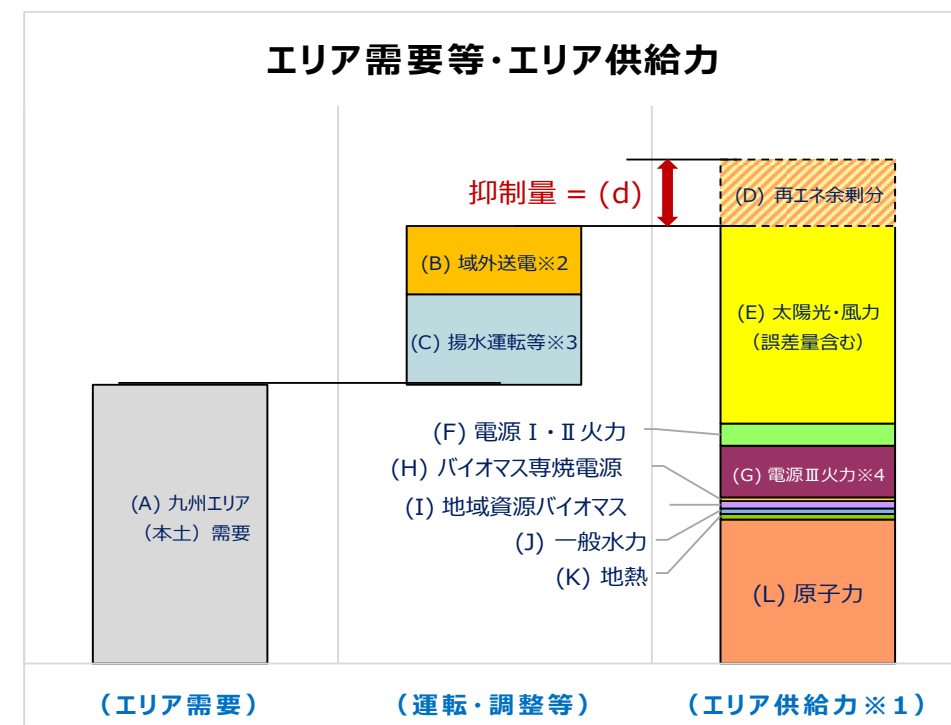 エリア需要等・エリア供給力
抑制量 = (d)
(D) 再エネ余剰分
(B) 域外送電※2
(C) 揚水運転等※3
(E) 太陽光・風力
（誤差量含む）
(F) 電源Ⅰ・Ⅱ火力
(H) バイオマス専焼電源
(G) 電源Ⅲ火力※4
(I) 地域資源バイオマス
(A) 九州エリア
（本土）需要
(J) 一般水力
(K) 地熱
(L) 原子力
（エリア需要）
（運転・調整等）
（エリア供給力※1）